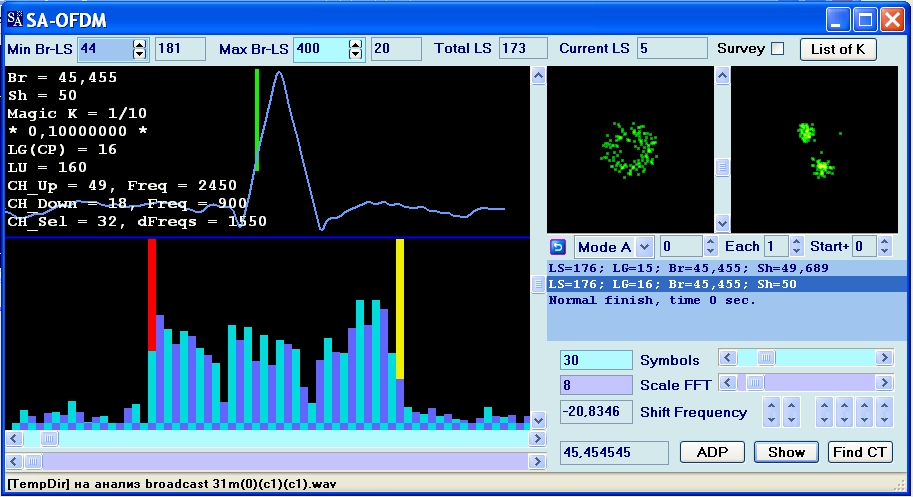 SA SA-OFDM
Min Br-LS 44 181 Max Br-LS 400 20 Total LS 173 Current LS 5 Survey List of K
Br = 45,455
Sh = 50
Magic K = 1/10
* 0,10000000 *
LG(CP) = 16
LU = 160
CH_Up = 49, Freq = 2450
CH_Down = 18, Freq = 900
CH_Sel = 32, dFreqs = 1550
Mode A 0 Each 1 Start+ 0
LS=176; LG=15; Br=45,455; Sh=49,689
LS=176; LG=16; Br=45,455; Sh=50
Normal finish, time 0 sec.
30 Symbols
8 Scale FFT
-20,8346 Shift Frequency
45,454545 ADP Show Find CT
[TempDir] на анализ broadcast 31m(0)(c1)(c1).wav